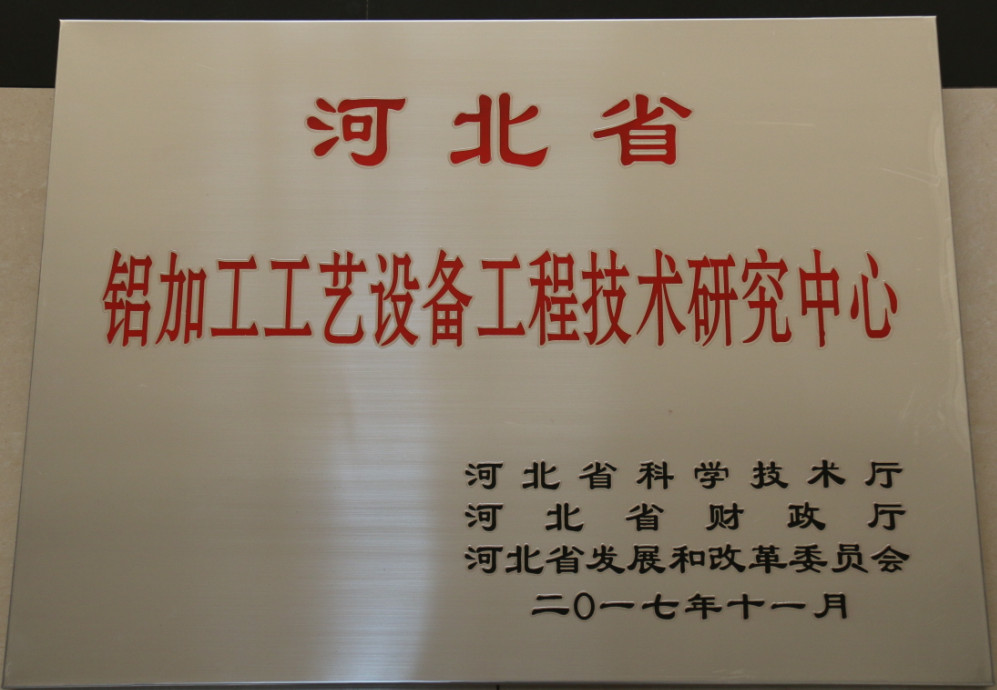 河北省
铝加工工艺设备工程技术研究中心
河北省科学技术厅
河北省财政厅
河北省发展和改革委员会
二〇一七年十一月